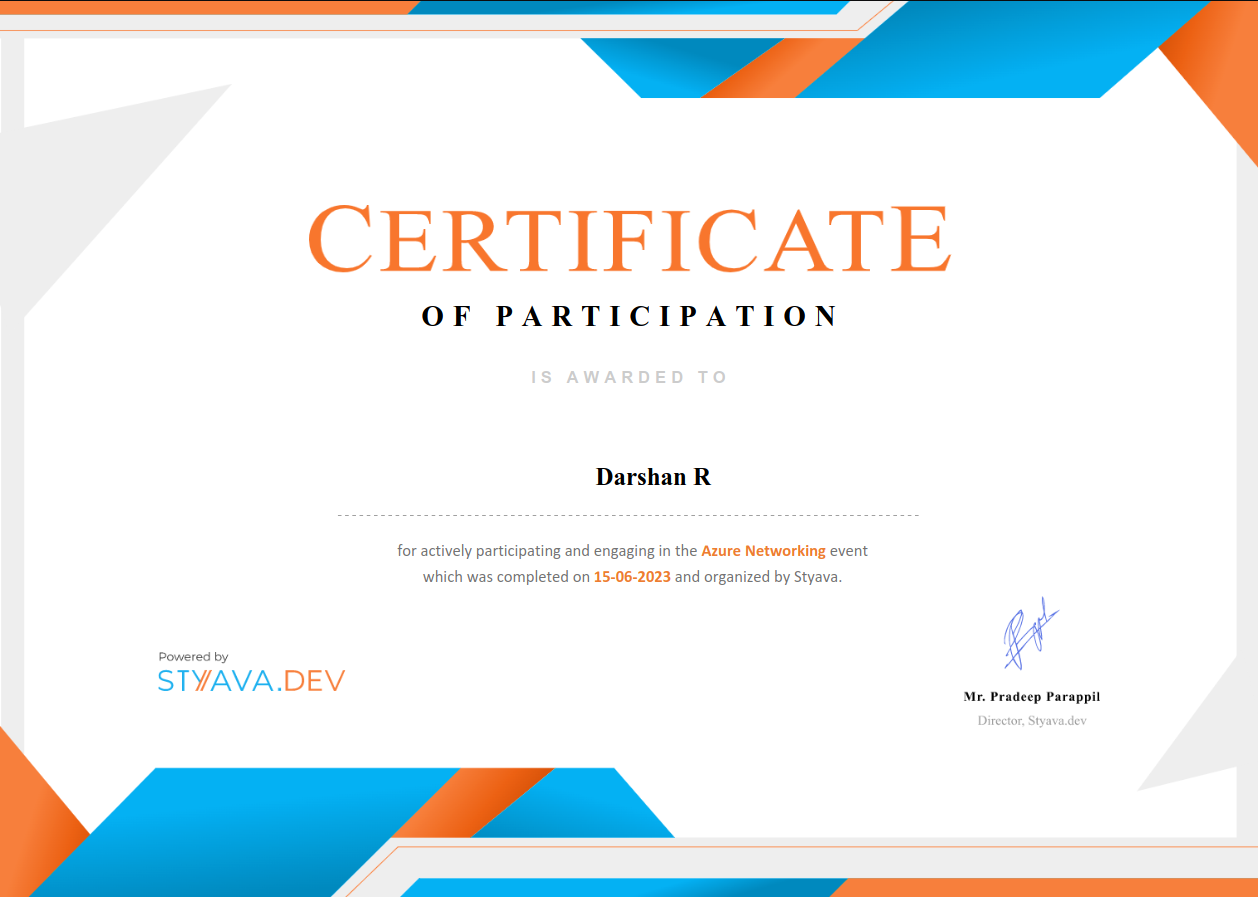 CERTIFICATE
OF PARTICIPATION
IS AWARDED TO
Darshan R
for actively participating and engaging in the Azure Networking event
which was completed on 15-06-2023 and organized by Styava.
Powered by
STYAVA.DEV
Mr. Pradeep Parappil
Director, Styava.dev